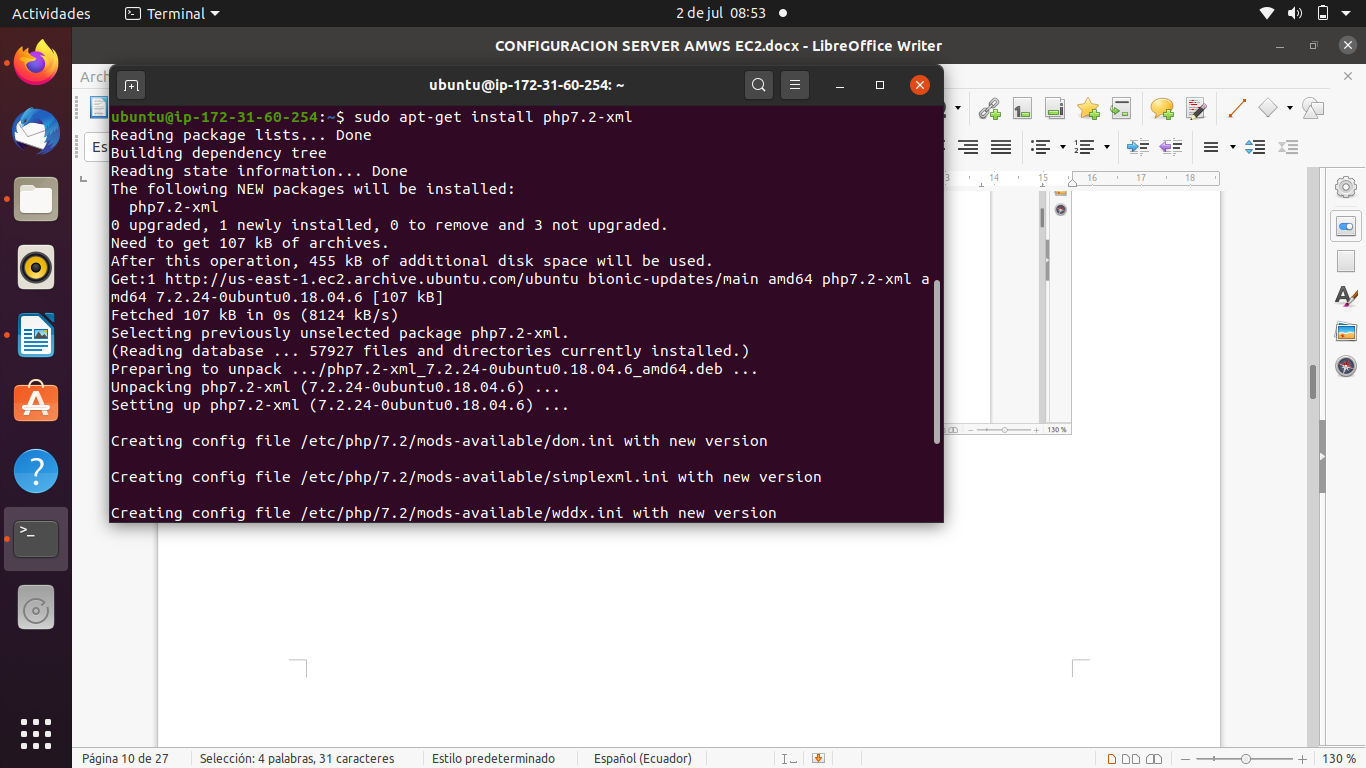 Actividades
Terminal
2 de jul 08:53
CONFIGURACION SERVER AMWS EC2.docx - LibreOffice Writer
Arch
ubuntu@ip-172-31-60-254: ~
Es
ubuntu@ip-172-31-60-254:~$ sudo apt-get install php7.2-xml
Reading package lists... Done
Building dependency tree
Reading state information... Done
The following NEW packages will be installed:
  php7.2-xml
0 upgraded, 1 newly installed, 0 to remove and 3 not upgraded.
Need to get 107 kB of archives.
After this operation, 455 kB of additional disk space will be used.
Get:1 http://us-east-1.ec2.archive.ubuntu.com/ubuntu bionic-updates/main amd64 php7.2-xml a
md64 7.2.24-0ubuntu0.18.04.6 [107 kB]
Fetched 107 kB in 0s (8124 kB/s)
Selecting previously unselected package php7.2-xml.
(Reading database ... 57927 files and directories currently installed.)
Preparing to unpack .../php7.2-xml_7.2.24-0ubuntu0.18.04.6_amd64.deb ...
Unpacking php7.2-xml (7.2.24-0ubuntu0.18.04.6) ...
Setting up php7.2-xml (7.2.24-0ubuntu0.18.04.6) ...
Creating config file /etc/php/7.2/mods-available/dom.ini with new version
Creating config file /etc/php/7.2/mods-available/simplexml.ini with new version
Creating config file /etc/php/7.2/mods-available/wddx.ini with new version
13 14 15 16 17 18
130 %
Página 10 de 27
Selección: 4 palabras, 31 caracteres
Estilo predeterminado
Español (Ecuador)
130 %